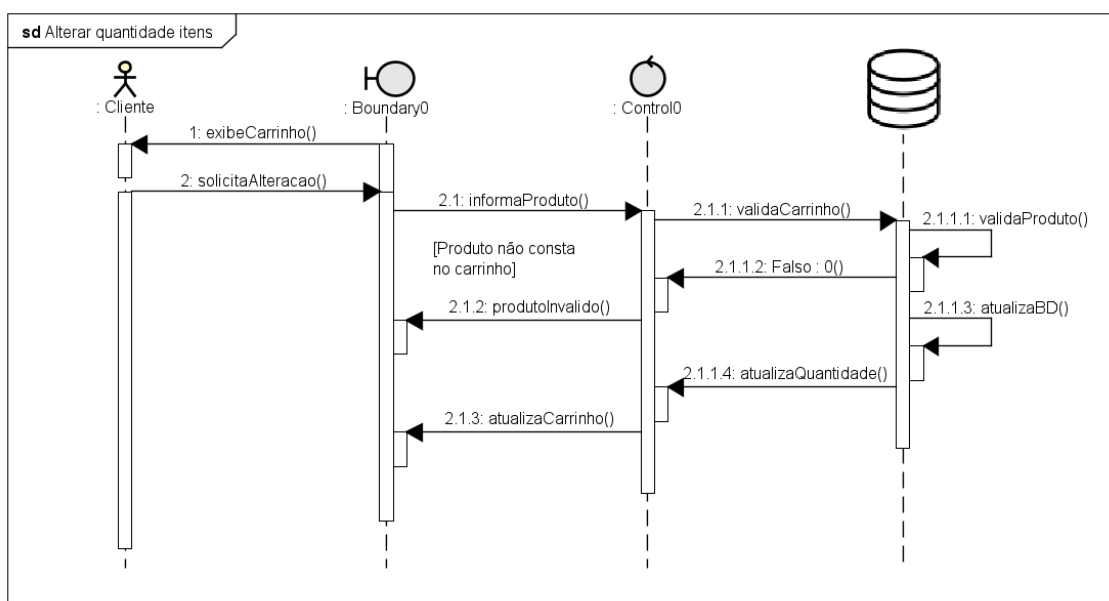 sd Alterar quantidade itens
: Cliente
: Boundary0
: Control0
1: exibeCarrinho()
2: solicitaAlteracao()
2.1: informaProduto()
2.1.1: validaCarrinho()
2.1.1.1: validaProduto()
[Produto não consta
no carrinho]
2.1.1.2: Falso : 0()
2.1.2: produtoInvalido()
2.1.1.3: atualizaBD()
2.1.1.4: atualizaQuantidade()
2.1.3: atualizaCarrinho()